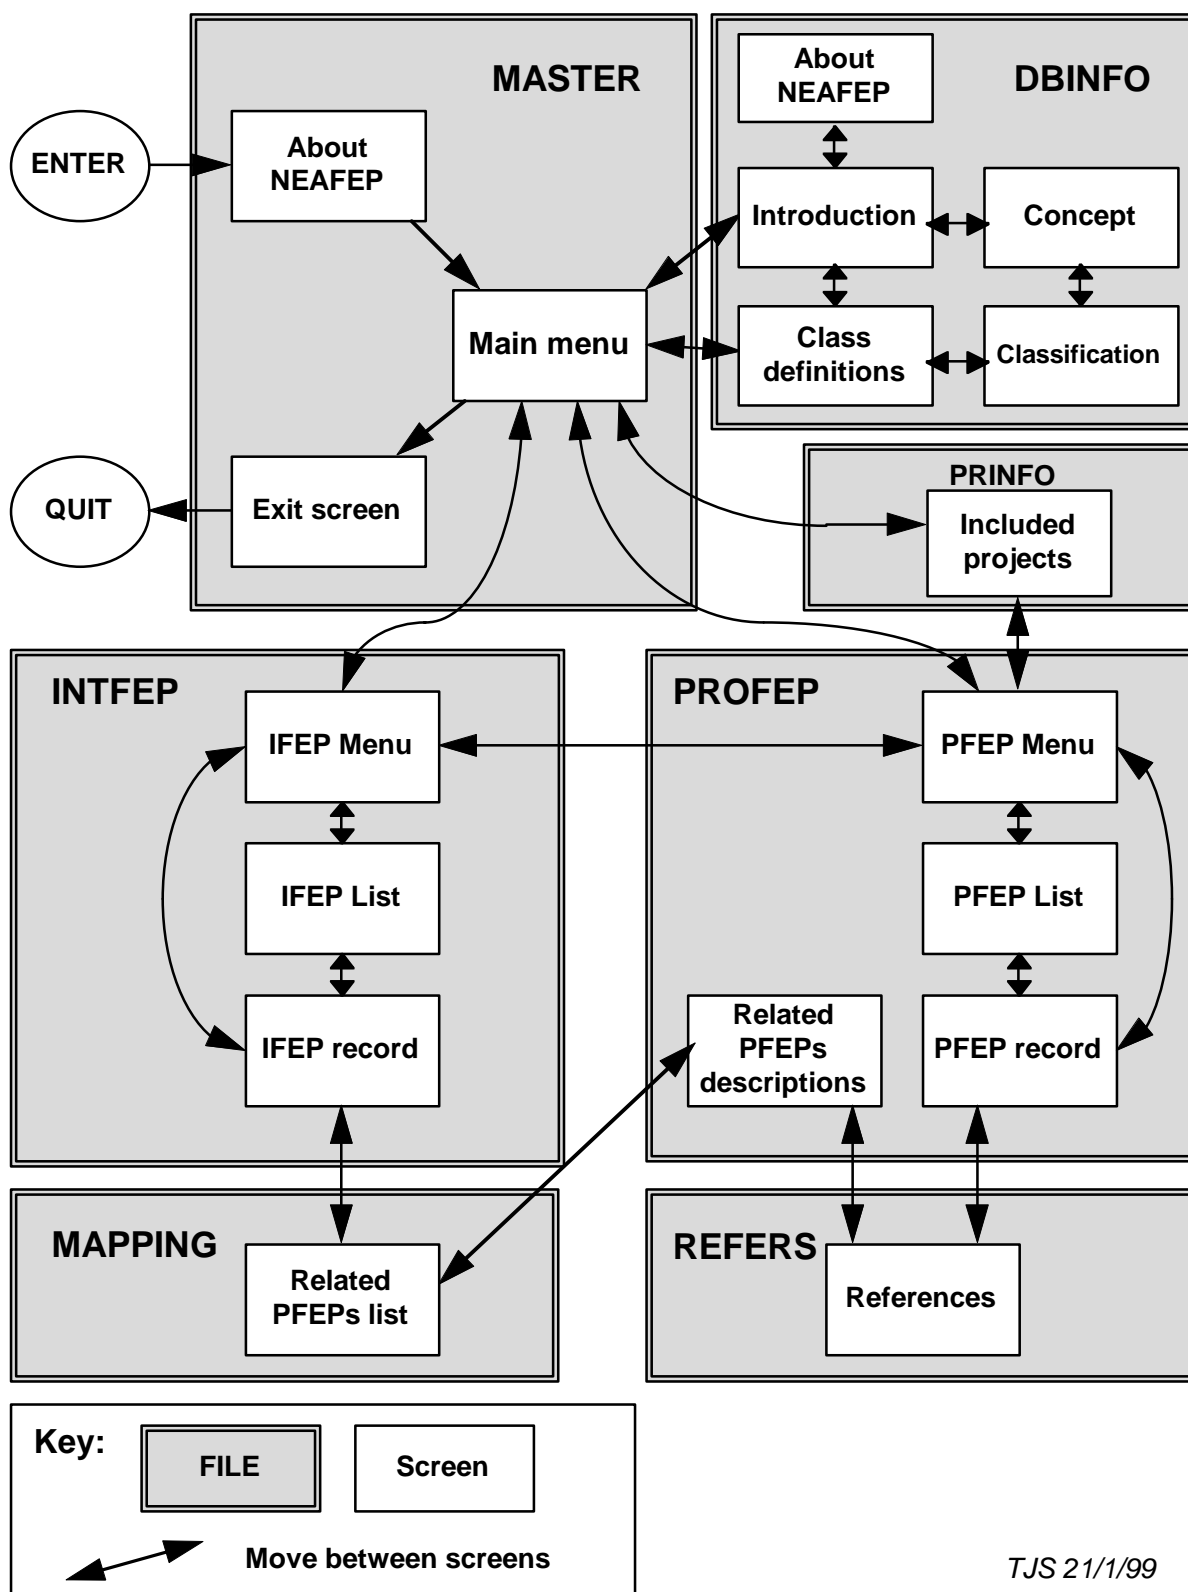 MASTER
About
NEAFEP
ENTER
Main menu
Exit screen
QUIT
DBINFO
About
NEAFEP
Introduction
Concept
Class
definitions
Classification
PRINFO
Included
projects
INTFEP
IFEP Menu
IFEP List
IFEP record
PROFEP
PFEP Menu
PFEP List
Related
PFEPs
descriptions
PFEP record
MAPPING
Related
PFEPs list
REFERS
References
Key:
FILE
Screen
Move between screens
TJS 21/1/99